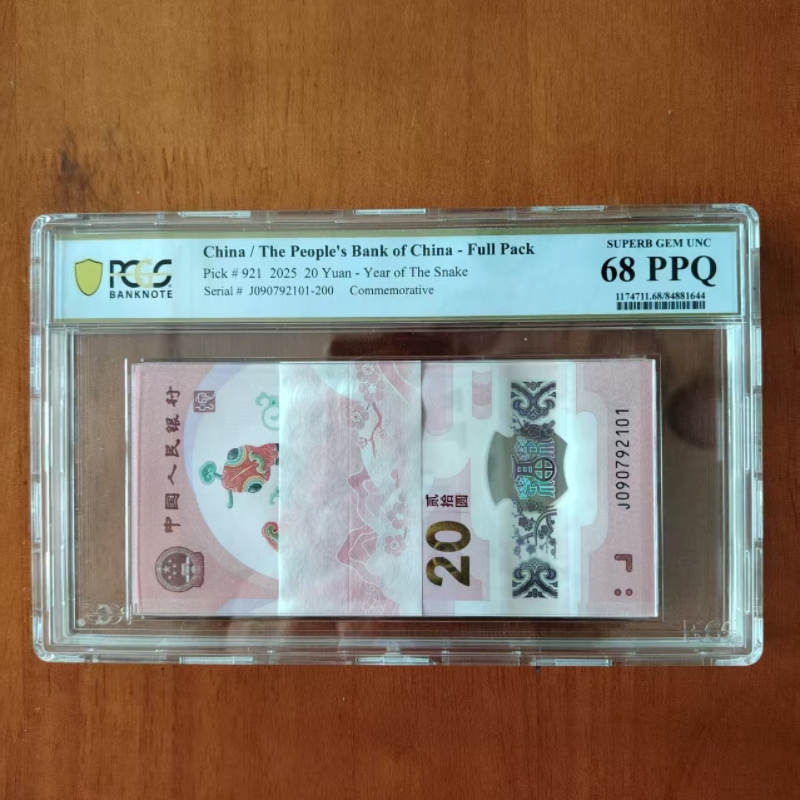 PCGS
BANKNOTE
China / The People's Bank of China - Full Pack
Pick # 921 2025 20 Yuan - Year of The Snake
Serial # J090792101-200 Commemorative
SUPERB GEM UNC
68 PPQ
1174711.68/84881644
中国人民银行
贰拾圆
20
J090792101
PCGS